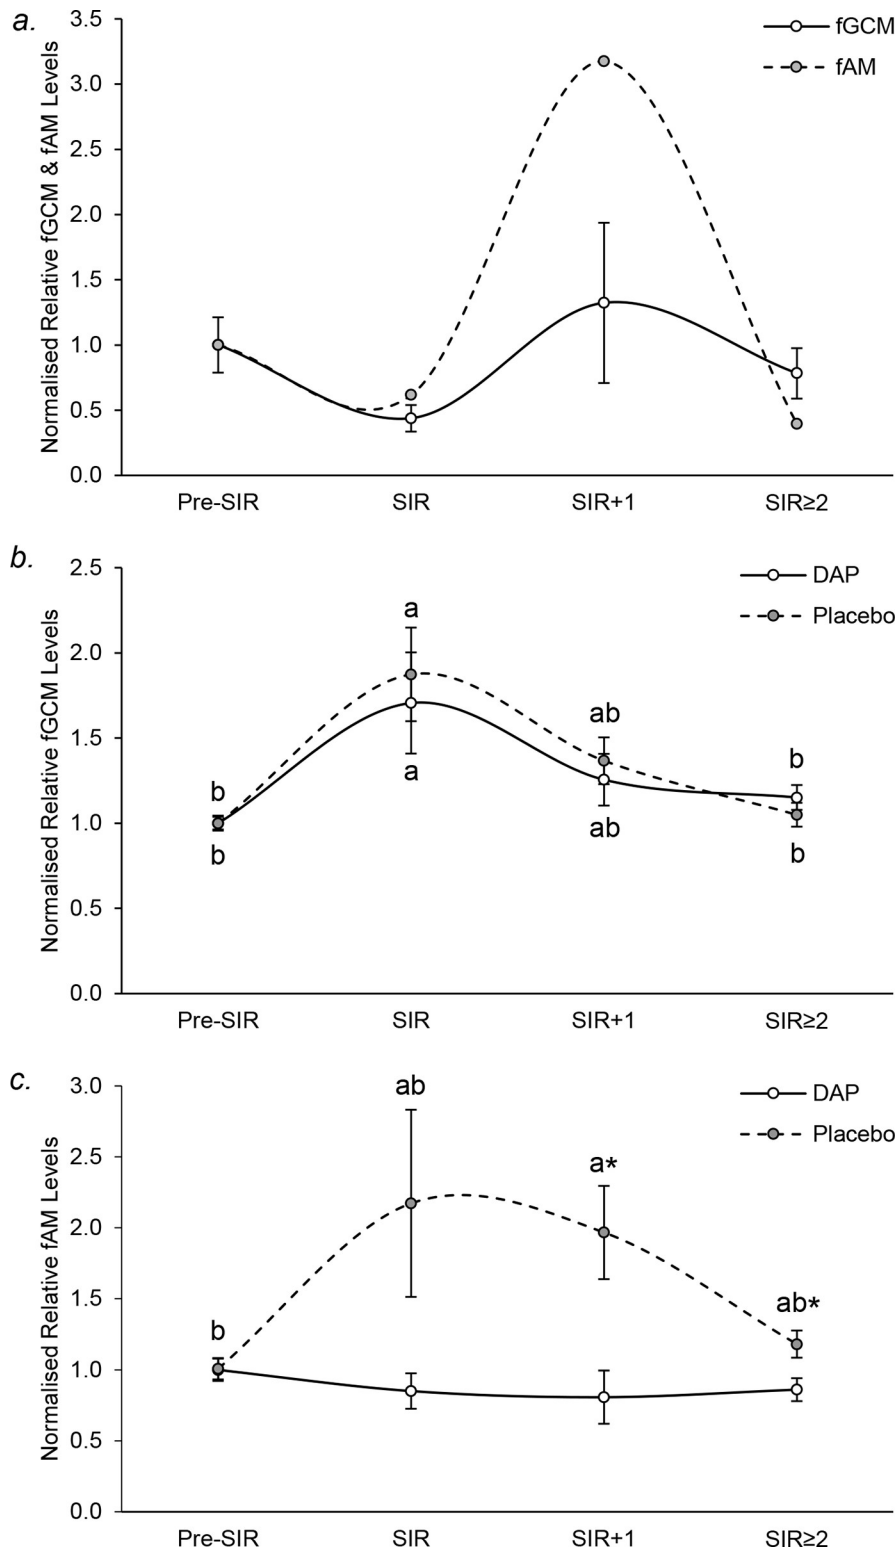 a.
Normalised Relative fGCM & fAM Levels
3.5
3.0
2.5
2.0
1.5
1.0
0.5
0.0
fGCM
fAM
Pre-SIR SIR SIR+1 SIR≥2
b.
Normalised Relative fGCM Levels
2.5
2.0
1.5
1.0
0.5
0.0
DAP
Placebo
a
ab
b
b
a
ab
b
b
Pre-SIR SIR SIR+1 SIR≥2
c.
Normalised Relative fAM Levels
3.0
2.5
2.0
1.5
1.0
0.5
0.0
DAP
Placebo
ab
a*
ab*
b
Pre-SIR SIR SIR+1 SIR≥2